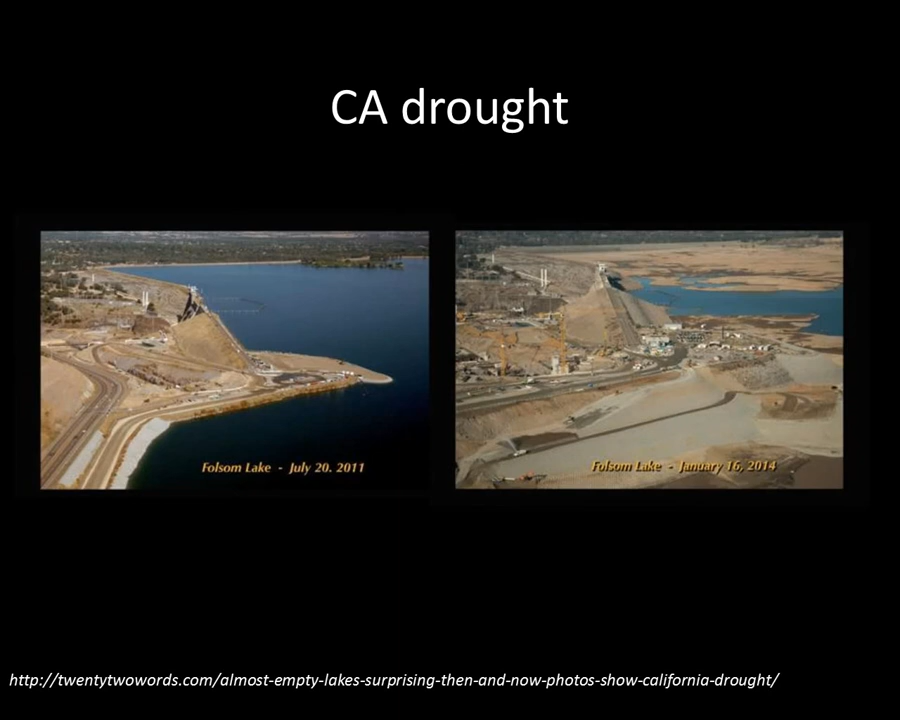 CA drought
Folsom Lake - July 20. 2011
Folsom Lake - January 16, 2014
http://twentytwowords.com/almost-empty-lakes-surprising-then-and-now-photos-show-california-drought/